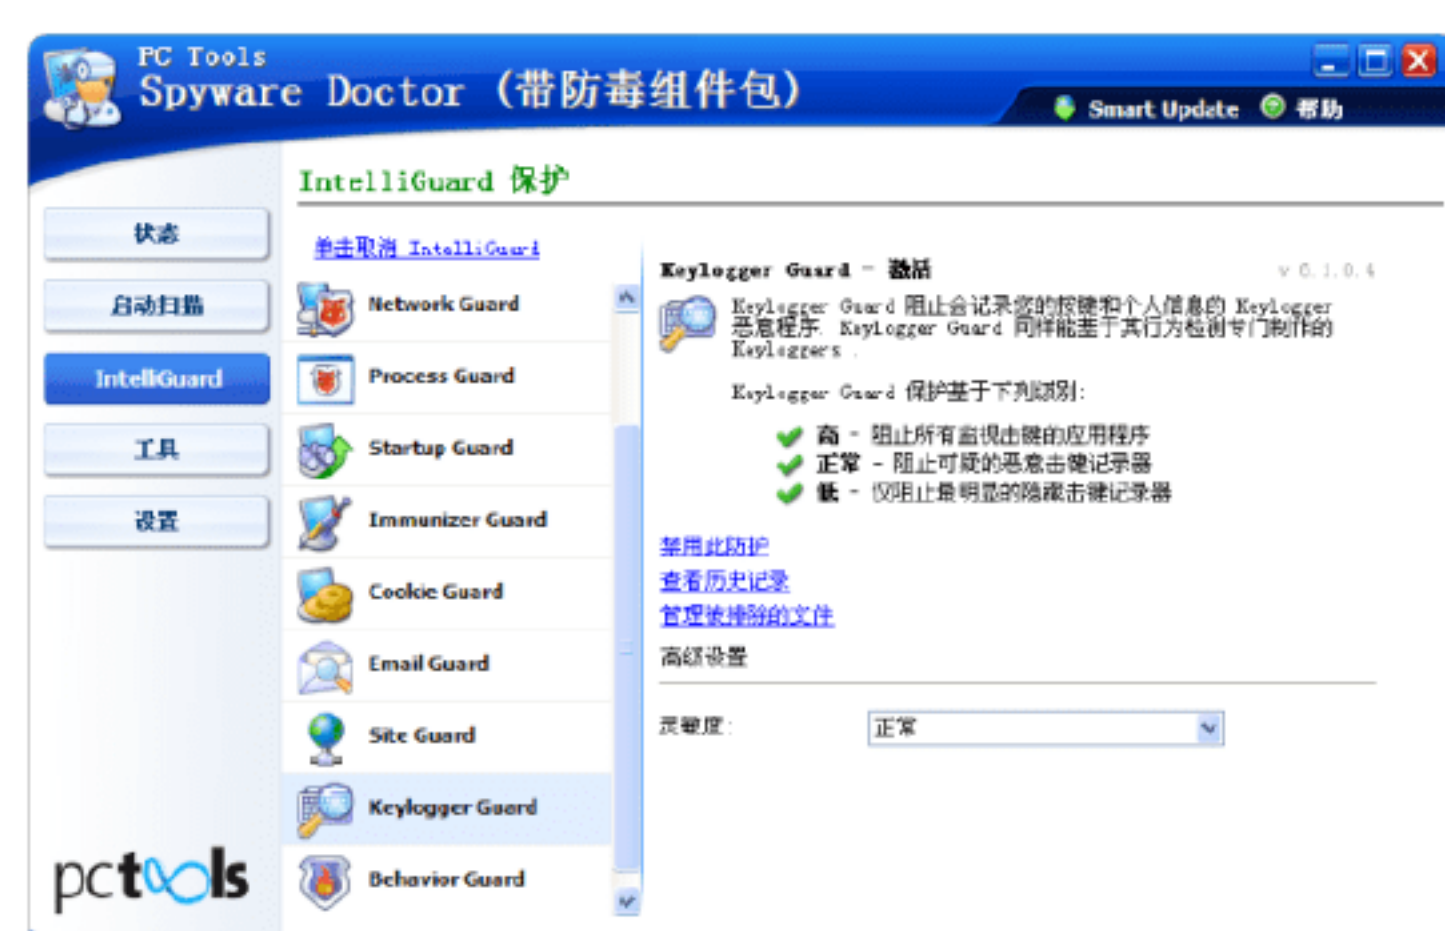 PC Tools
Spyware Doctor (带防毒组件包)
Smart Update 帮助
IntelliGuard 保护
状态
启动扫描
IntelliGuard
工具
设置
单击取消 IntelliGuard
Network Guard
Process Guard
Startup Guard
Immunizer Guard
Cookie Guard
Email Guard
Site Guard
Keylogger Guard
Behavior Guard
Keylogger Guard - 激活
v 6.1.0.4
Keylogger Guard 阻止会记录您的按键和个人信息的 Keylogger
恶意程序. Keylogger Guard 同样能基于其行为检测专门制作的
Keyloggers .
Keylogger Guard 保护基于下列级别:
高 - 阻止所有监视击键的应用程序
正常 - 阻止可疑的恶意击键记录器
低 - 仅阻止最明显的隐藏击键记录器
禁用此防护
查看历史记录
管理被排除的文件
高级设置
灵敏度:
正常
pctools